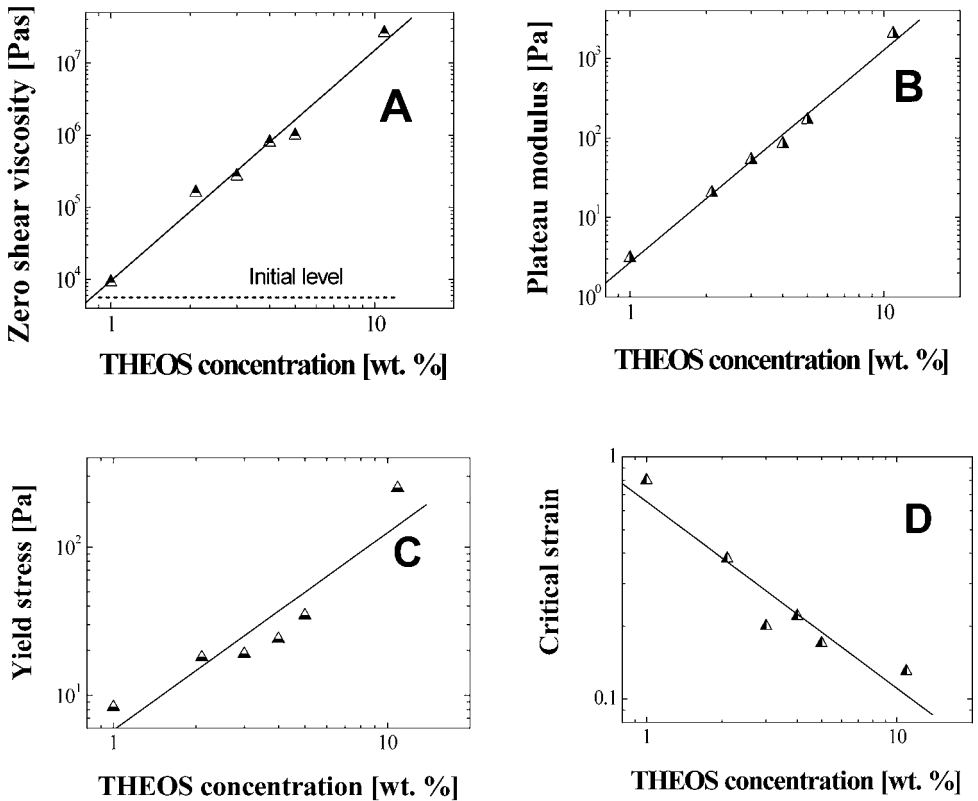 Zero shear viscosity [Pas]
10^7
10^6
10^5
10^4
A
Initial level
1
10
THEOS concentration [wt. %]
Plateau modulus [Pa]
10^3
10^2
10^1
10^0
B
1
10
THEOS concentration [wt. %]
Yield stress [Pa]
10^2
10^1
C
1
10
THEOS concentration [wt. %]
Critical strain
1
0.1
D
1
10
THEOS concentration [wt. %]